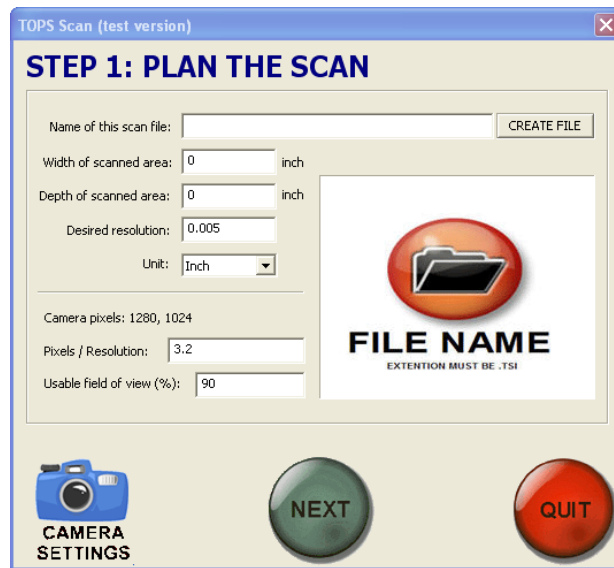 TOPS Scan (test version)
STEP 1: PLAN THE SCAN
Name of this scan file: CREATE FILE
Width of scanned area: 0 inch
Depth of scanned area: 0 inch
Desired resolution: 0.005
Unit: Inch
Camera pixels: 1280, 1024
Pixels / Resolution: 3.2
Usable field of view (%): 90
FILE NAME
EXTENTION MUST BE .TSI
CAMERA
SETTINGS
NEXT
QUIT